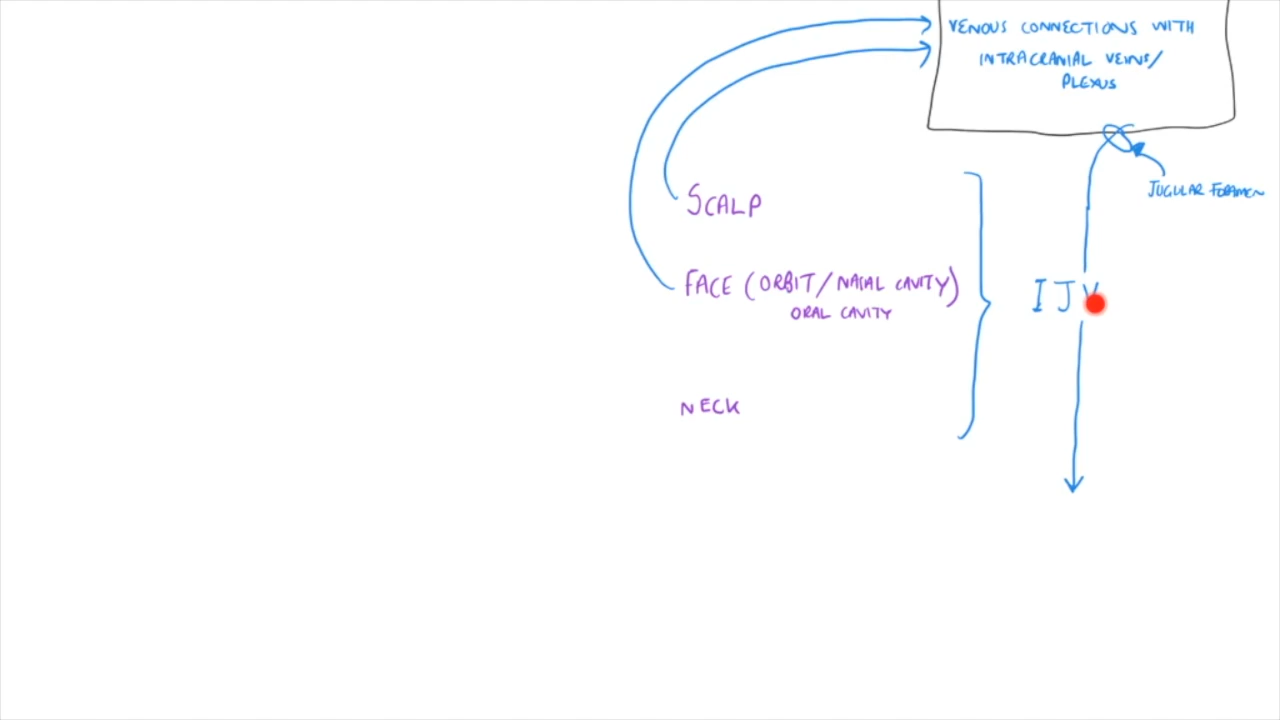 VENOUS CONNECTIONS WITH
INTRACRANIAL VEINS/
PLEXUS
JUGULAR FORAMEN
SCALP
FACE (ORBIT/NASAL CAVITY)
ORAL CAVITY
IJV
NECK